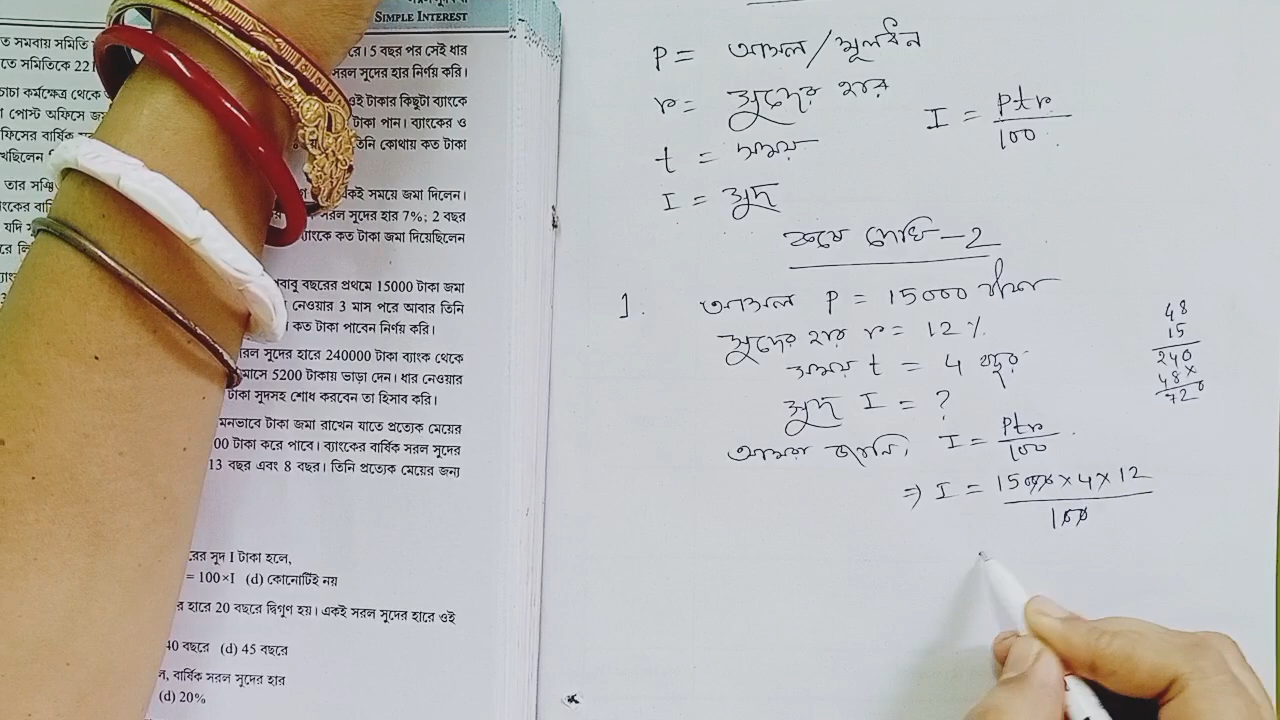 SIMPLE INTEREST
ত সমবায় সমিতি
রে। 5 বছর পর সেই ধার
তে সমিতিকে 221
সরল সুদের হার নির্ণয় করি।
চাচা কর্মক্ষেত্র থেকে
ওই টাকার কিছুটা ব্যাংকে
পোস্ট অফিসে জম
টাকা পান। ব্যাংকের ও
ফিসের বার্ষিক
তিনি কোথায় কত টাকা
খছিলেন
তার সঞ্চি
কই সময়ে জমা দিলেন।
ংকের বা
সরল সুদের হার 7%; 2 বছর
যদি
াংকে কত টাকা জমা দিয়েছিলেন
রে
বাবু বছরের প্রথমে 15000 টাকা জমা
নেওয়ার 3 মাস পরে আবার তিনি
কত টাকা পাবেন নির্ণয় করি।
রল সুদের হারে 240000 টাকা ব্যাংক থেকে
মাসে 5200 টাকায় ভাড়া দেন। ধার নেওয়ার
টাকা সুদসহ শোধ করবেন তা হিসাব করি।
মনভাবে টাকা জমা রাখেন যাতে প্রত্যেক মেয়ের
00 টাকা করে পাবে। ব্যাংকের বার্ষিক সরল সুদের
13 বছর এবং 8 বছর। তিনি প্রত্যেক মেয়ের জন্য
রের সুদ I টাকা হলে,
= 100×I (d) কোনোটিই নয়
র হারে 20 বছরে দ্বিগুণ হয়। একই সরল সুদের হারে ওই
40 বছরে (d) 45 বছরে
ন, বার্ষিক সরল সুদের হার
(d) 20%
P = আসল / মূলধন
r = সুদের হার
t = সময়
I = সুদ
I = ptr/100
কষে দেখি - 2
1. আসল P = 15000 টাকা
সুদের হার r = 12%
সময় t = 4 বছর
সুদ I = ?
আমরা জানি, I = Ptr/100
⇒ I = 15000 × 4 × 12/100
48
15
240
48×
720